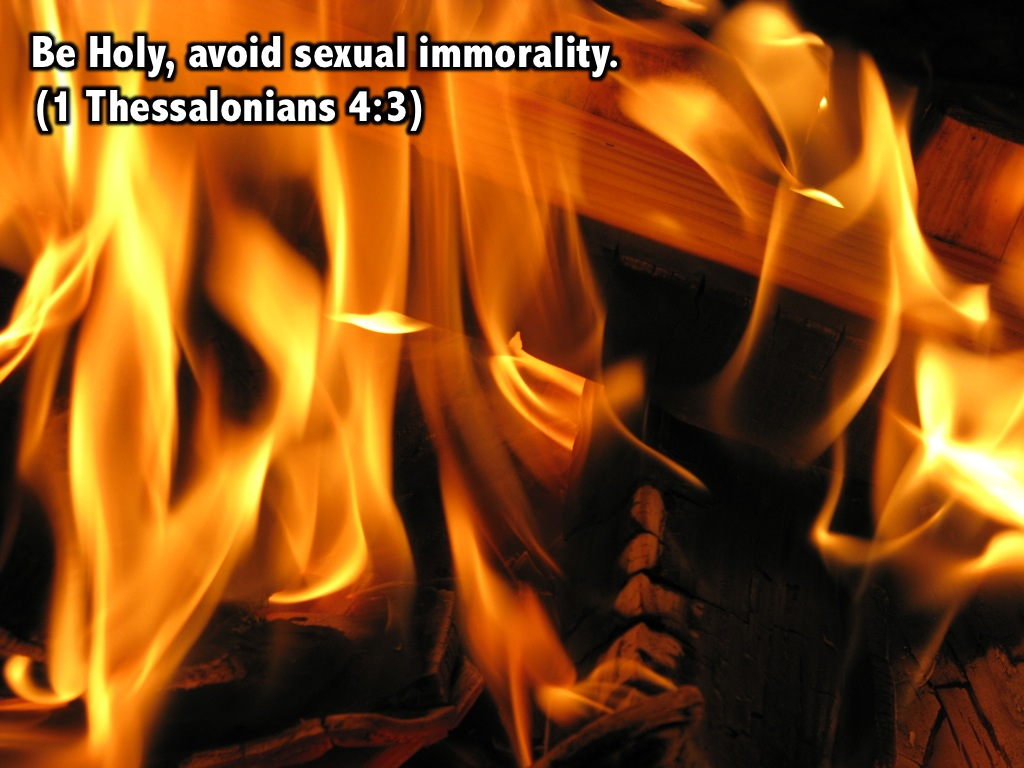 Be Holy, avoid sexual immorality.
(1 Thessalonians 4:3)